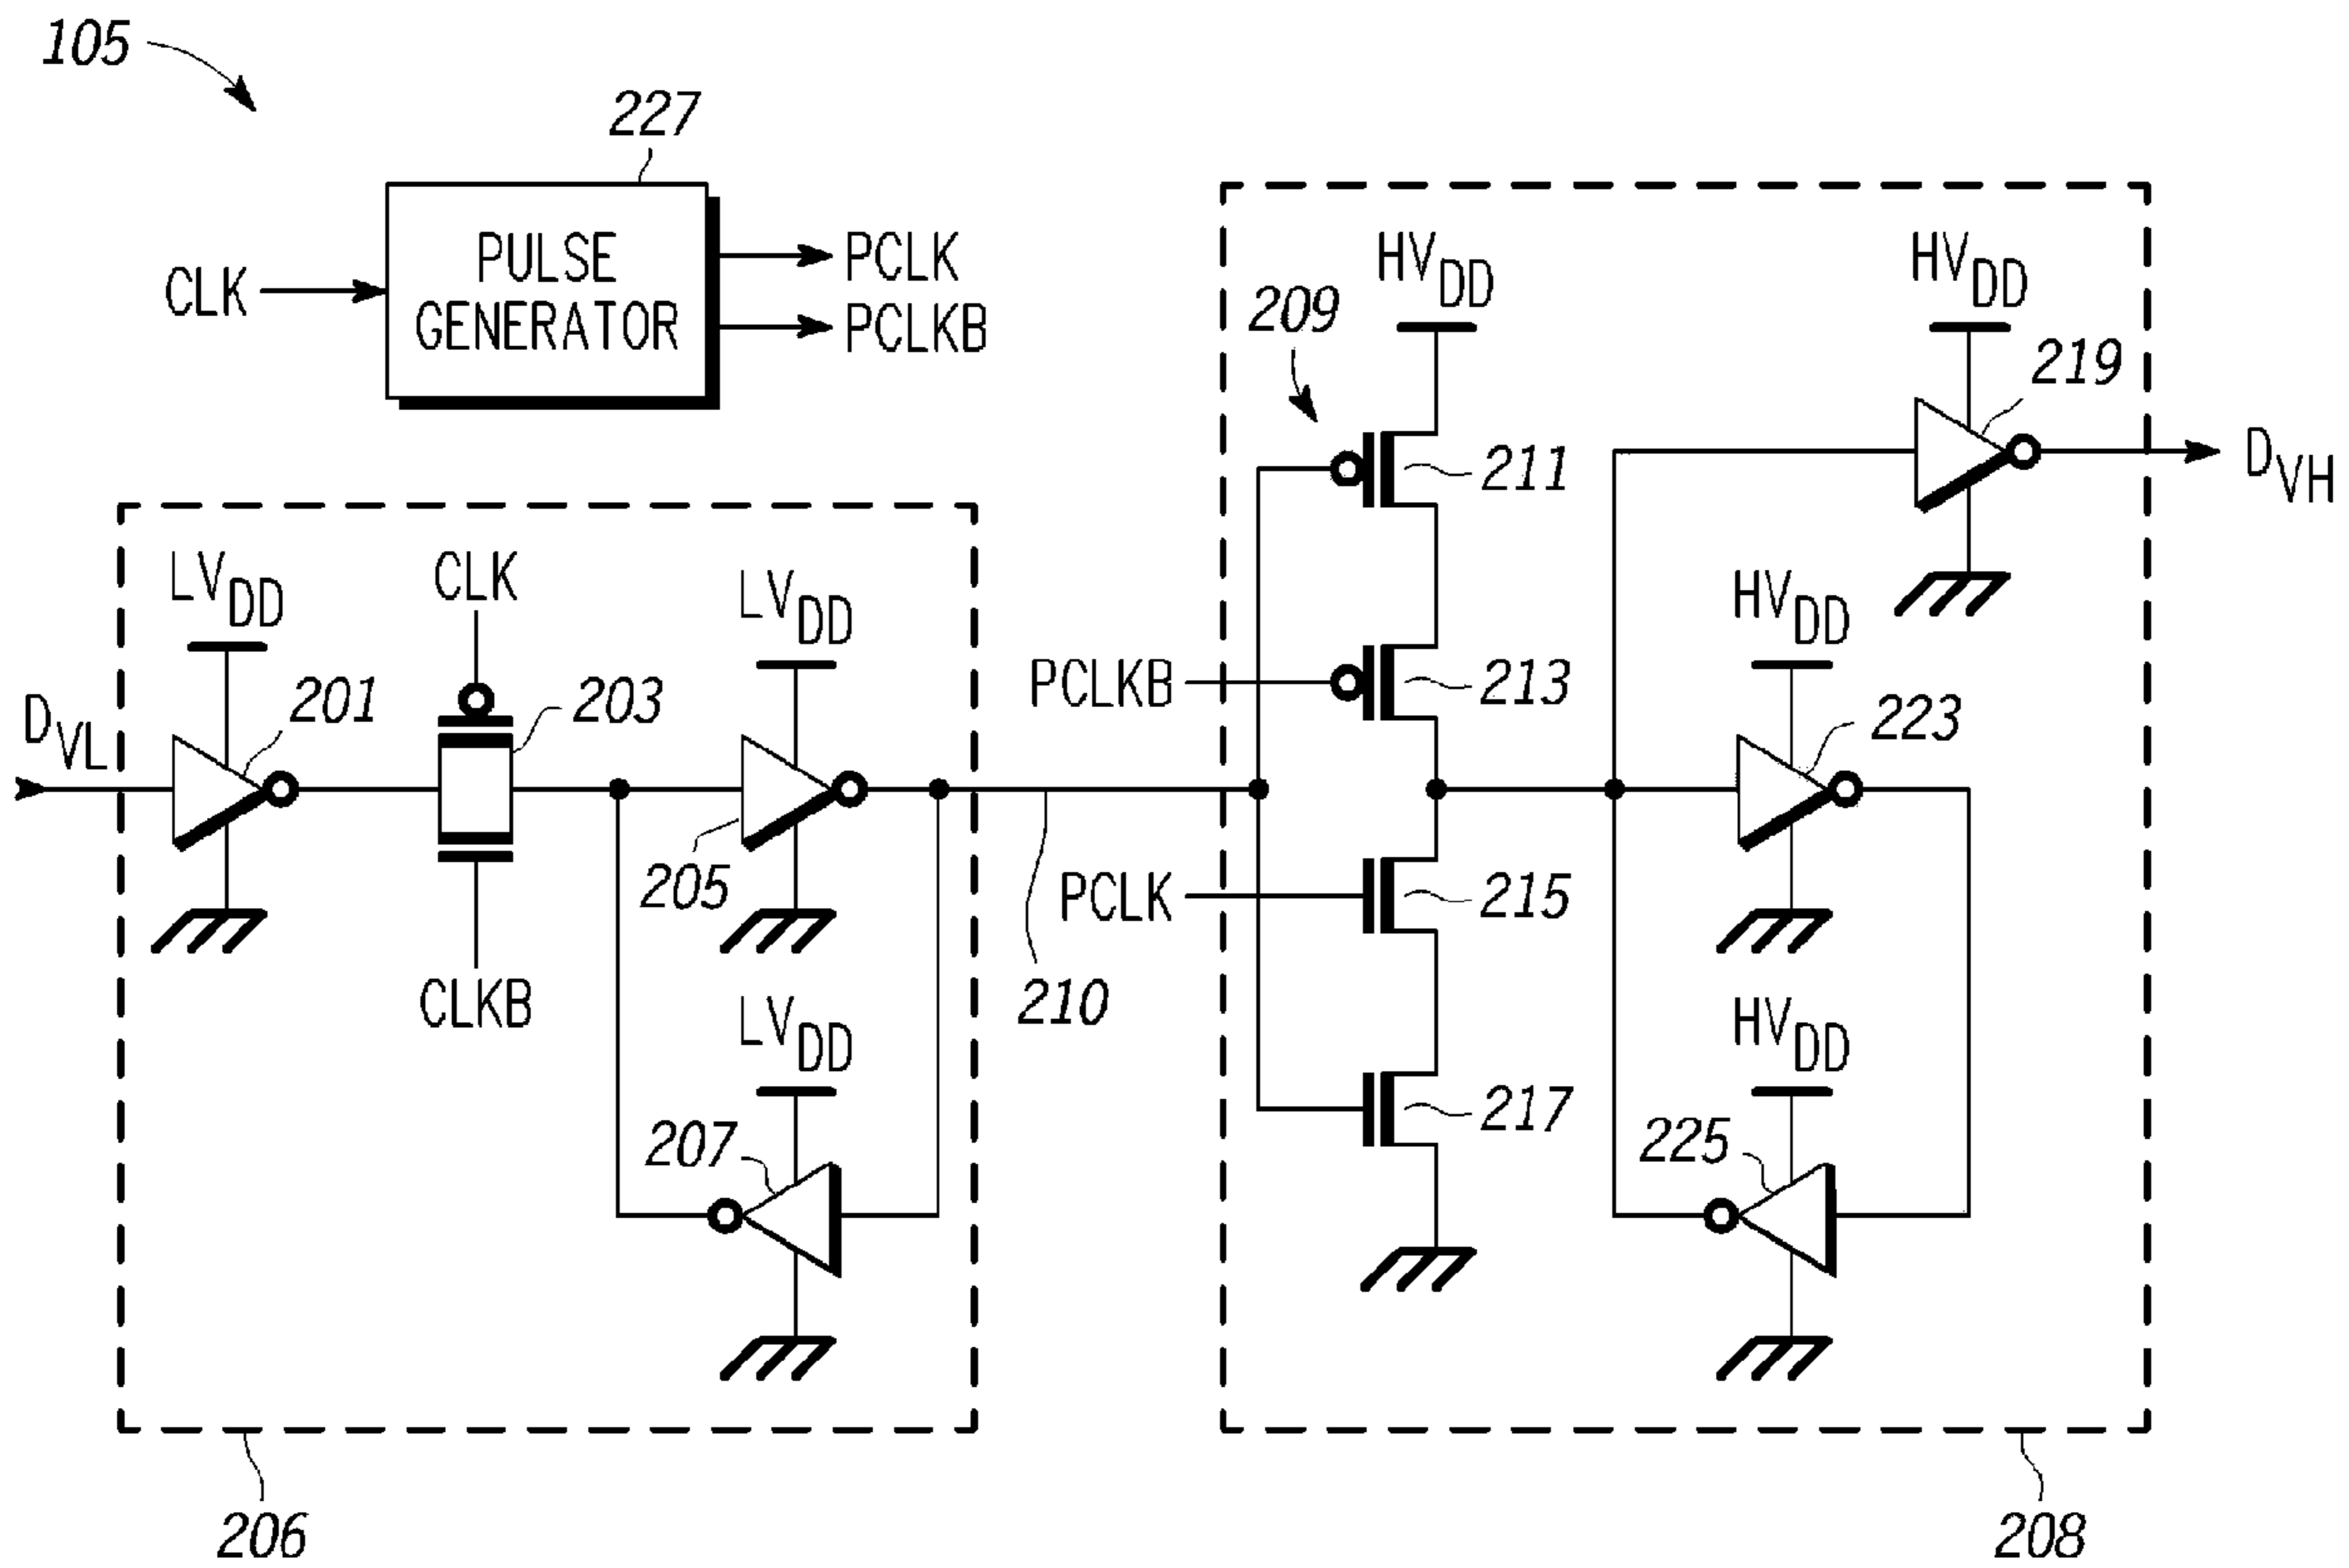 105
227
PULSE
GENERATOR
CLK
PCLK
PCLKB
HVDD
HVDD
209
219
211
DVH
LVDD
CLK
LVDD
HVDD
PCLKB
213
DVL
201
203
223
205
PCLK
215
CLKB
210
LVDD
HVDD
207
217
225
206
208